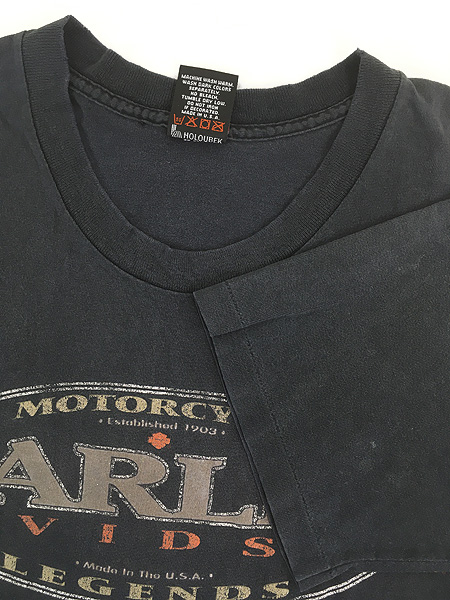 MACHINE WASH WARM.
WASH DARK COLORS
SEPARATELY.
NO BLEACH.
TUMBLE DRY LOW.
DO NOT IRON
IF DECORATED.
MADE IN U.S.A.
HOLOUBEK
MOTORCY
• Established 1903 •
ARL
VIDS
• Made In The U.S.A. •
LEGENDS